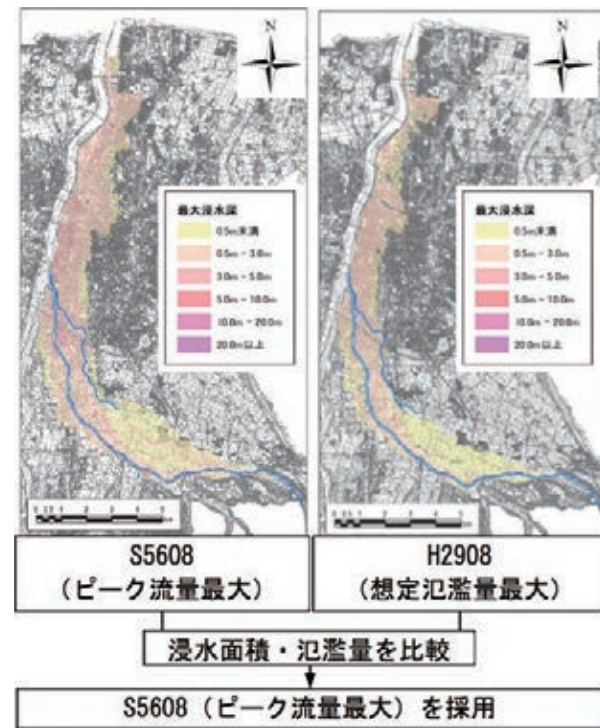 N
最大浸水深
0.5m未満
0.5m－3.0m
3.0m－5.0m
5.0m－10.0m
10.0m－20.0m
20.0m以上
N
最大浸水深
0.5m未満
0.5m－3.0m
3.0m－5.0m
5.0m－10.0m
10.0m－20.0m
20.0m以上
S5608
（ピーク流量最大）
H2908
（想定氾濫量最大）
浸水面積・氾濫量を比較
S5608（ピーク流量最大）を採用